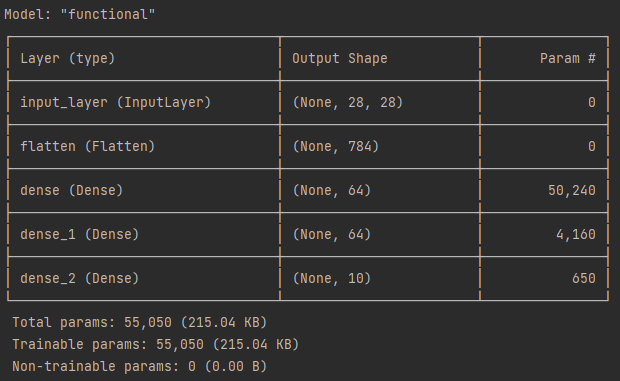 Model: "functional"
Layer (type) Output Shape Param #
input_layer (InputLayer) (None, 28, 28) 0
flatten (Flatten) (None, 784) 0
dense (Dense) (None, 64) 50,240
dense_1 (Dense) (None, 64) 4,160
dense_2 (Dense) (None, 10) 650
Total params: 55,050 (215.04 KB)
Trainable params: 55,050 (215.04 KB)
Non-trainable params: 0 (0.00 B)